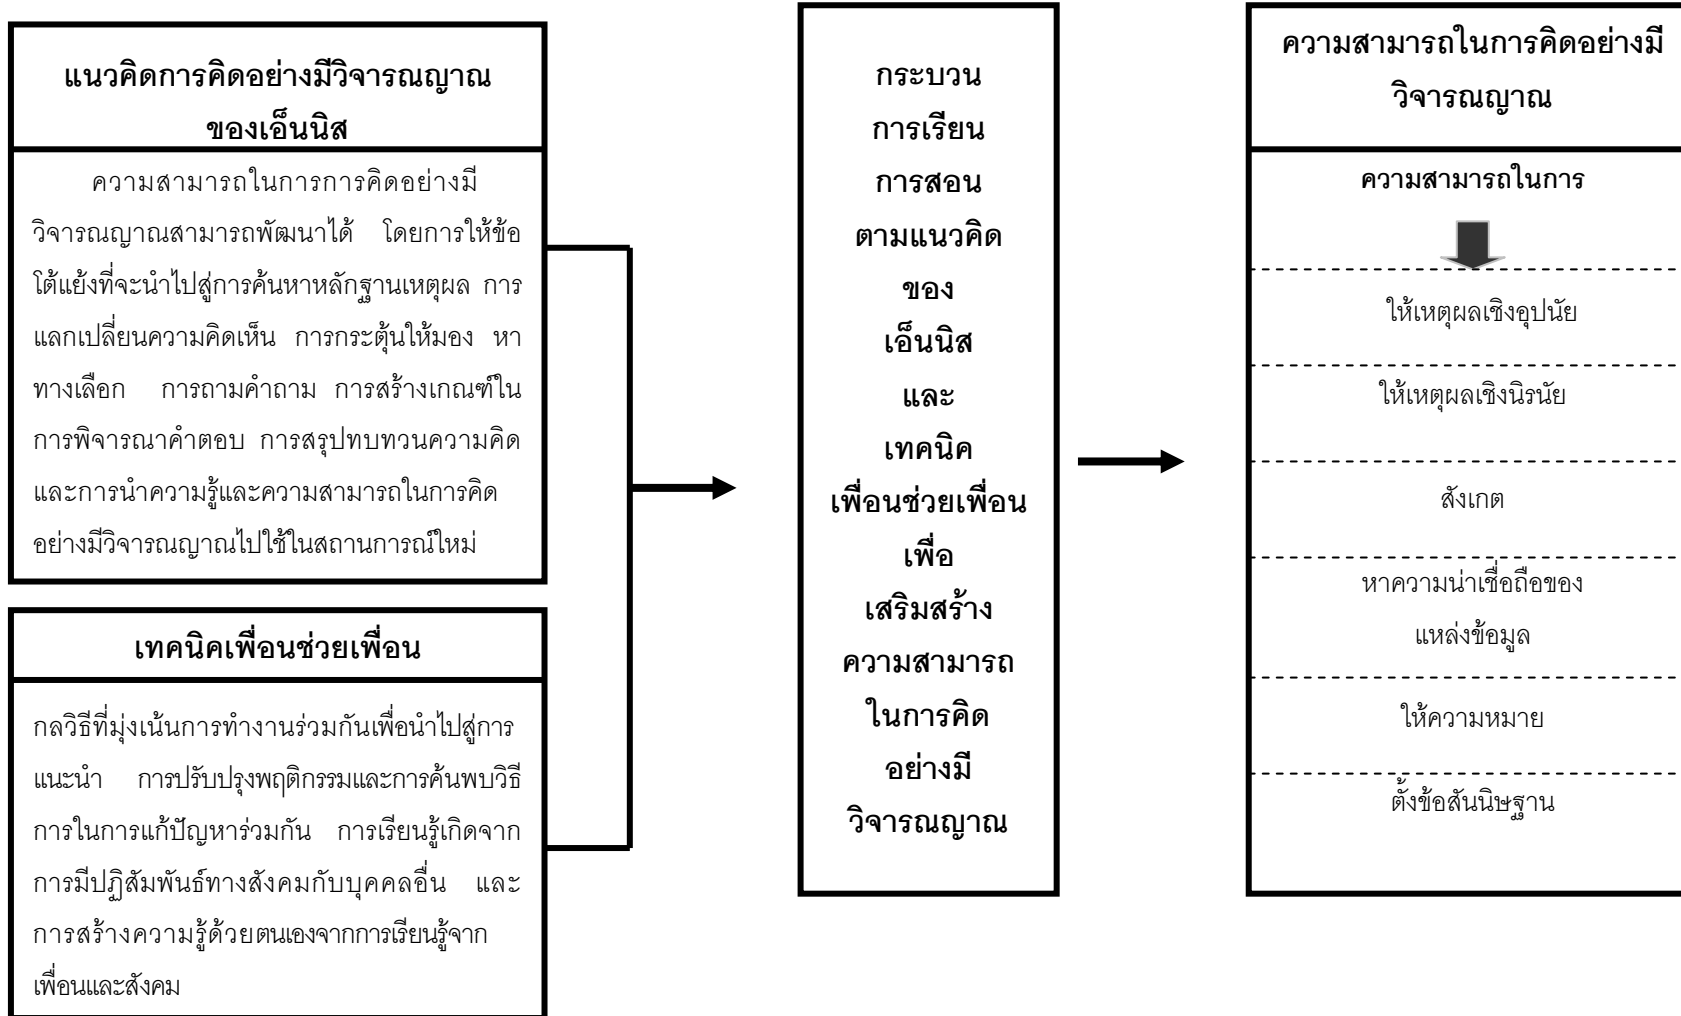 แนวคิดการคิดอย่างมีวิจารณญาณ
ของเอ็นนิส
ความสามารถในการการคิดอย่างมี
วิจารณญาณสามารถพัฒนาได้ โดยการให้ข้อ
โต้แย้งที่จะนำไปสู่การค้นหาหลักฐานเหตุผล การ
แลกเปลี่ยนความคิดเห็น การกระตุ้นให้มอง หา
ทางเลือก การถามคำถาม การสร้างเกณฑ์ใน
การพิจารณาคำตอบ การสรุปทบทวนความคิด
และการนำความรู้และความสามารถในการคิด
อย่างมีวิจารณญาณไปใช้ในสถานการณ์ใหม่
เทคนิคเพื่อนช่วยเพื่อน
กลวิธีที่มุ่งเน้นการทำงานร่วมกันเพื่อนำไปสู่การ
แนะนำ การปรับปรุงพฤติกรรมและการค้นพบวิธี
การในการแก้ปัญหาร่วมกัน การเรียนรู้เกิดจาก
การมีปฏิสัมพันธ์ทางสังคมกับบุคคลอื่น และ
การสร้างความรู้ด้วยตนเองจากการเรียนรู้จาก
เพื่อนและสังคม
กระบวน
การเรียน
การสอน
ตามแนวคิด
ของ
เอ็นนิส
และ
เทคนิค
เพื่อนช่วยเพื่อน
เพื่อ
เสริมสร้าง
ความสามารถ
ในการคิด
อย่างมี
วิจารณญาณ
ความสามารถในการคิดอย่างมี
วิจารณญาณ
ความสามารถในการ
ให้เหตุผลเชิงอุปนัย
ให้เหตุผลเชิงนิรนัย
สังเกต
หาความน่าเชื่อถือของ
แหล่งข้อมูล
ให้ความหมาย
ตั้งข้อสันนิษฐาน